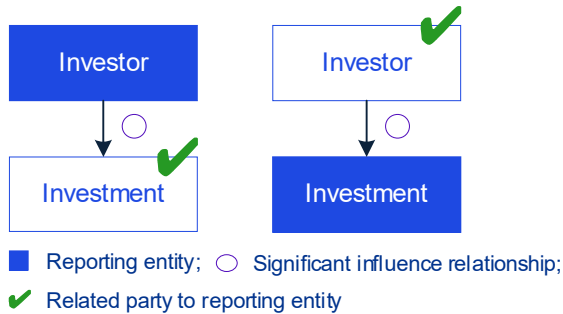 Investor
Investor
Investment
Investment
Reporting entity; Significant influence relationship;
Related party to reporting entity